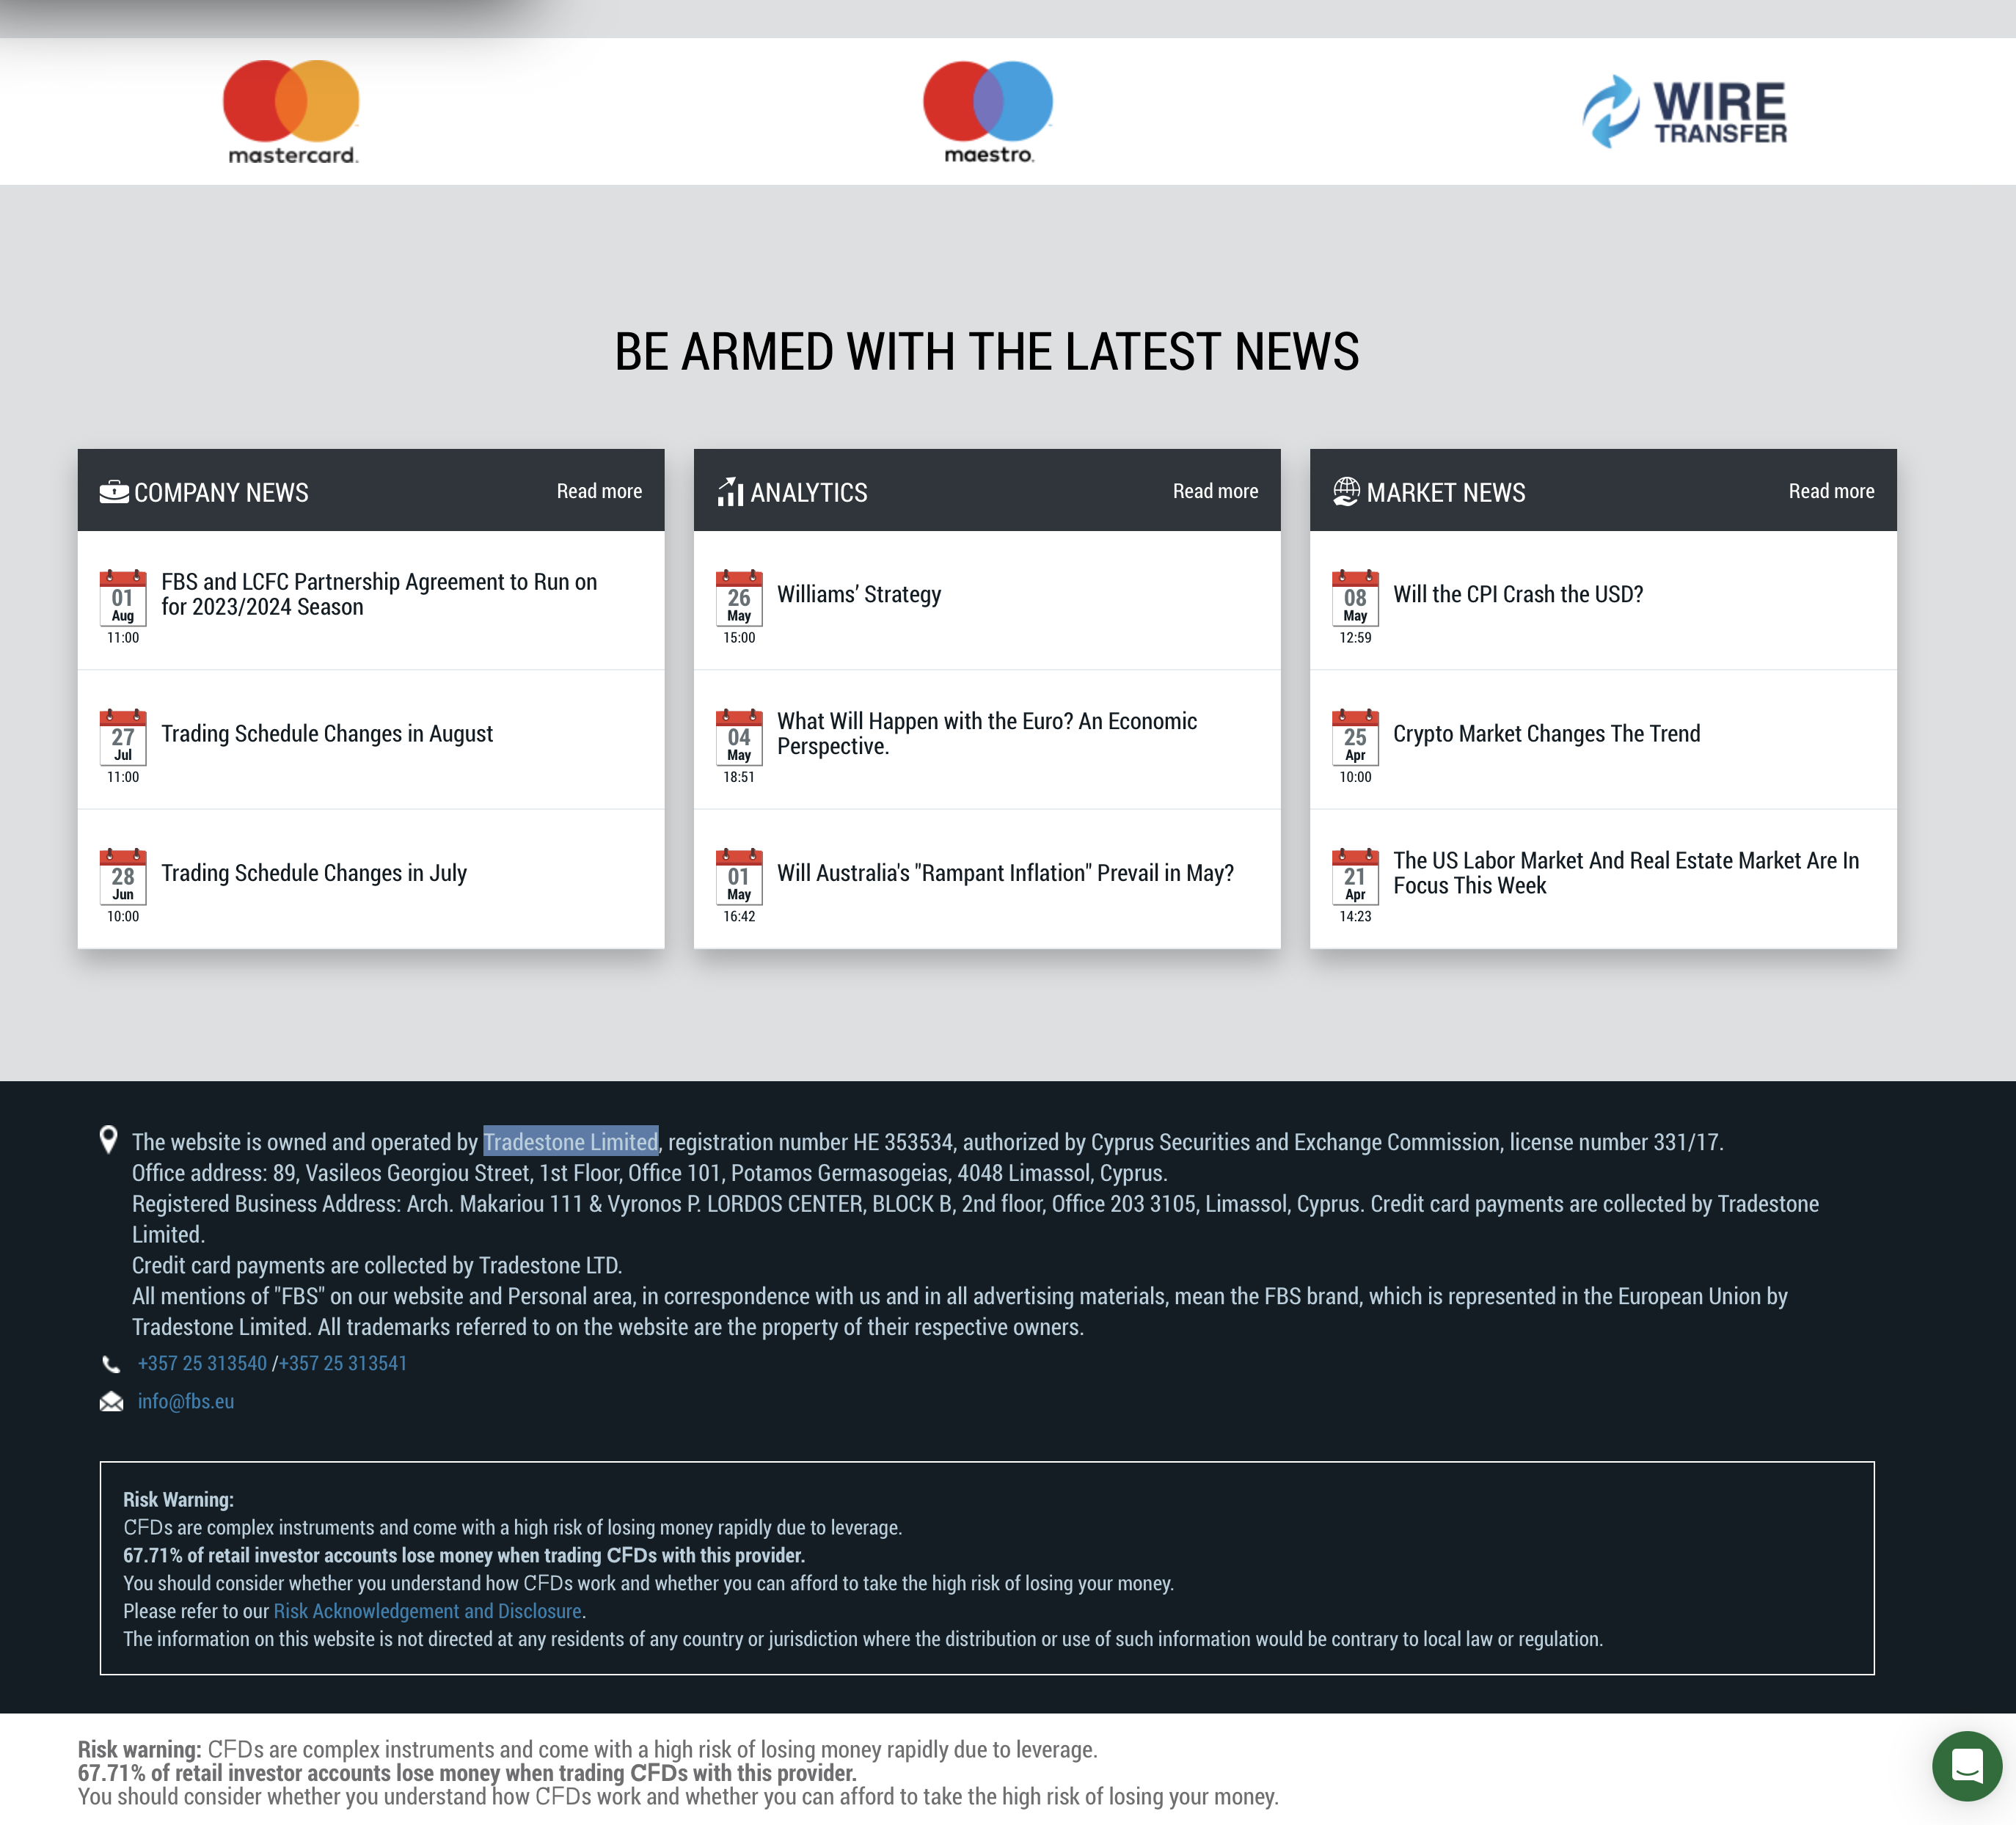 mastercard.
maestro.
WIRE
TRANSFER
BE ARMED WITH THE LATEST NEWS
COMPANY NEWS
Read more
01
Aug
11:00
FBS and LCFC Partnership Agreement to Run on
for 2023/2024 Season
27
Jul
11:00
Trading Schedule Changes in August
28
Jun
10:00
Trading Schedule Changes in July
ANALYTICS
Read more
26
May
15:00
Williams’ Strategy
04
May
18:51
What Will Happen with the Euro? An Economic
Perspective.
01
May
16:42
Will Australia's "Rampant Inflation" Prevail in May?
MARKET NEWS
Read more
08
May
12:59
Will the CPI Crash the USD?
25
Apr
10:00
Crypto Market Changes The Trend
21
Apr
14:23
The US Labor Market And Real Estate Market Are In
Focus This Week
The website is owned and operated by Tradestone Limited, registration number HE 353534, authorized by Cyprus Securities and Exchange Commission, license number 331/17.
Office address: 89, Vasileos Georgiou Street, 1st Floor, Office 101, Potamos Germasogeias, 4048 Limassol, Cyprus.
Registered Business Address: Arch. Makariou 111 & Vyronos P. LORDOS CENTER, BLOCK B, 2nd floor, Office 203 3105, Limassol, Cyprus. Credit card payments are collected by Tradestone
Limited.
Credit card payments are collected by Tradestone LTD.
All mentions of "FBS" on our website and Personal area, in correspondence with us and in all advertising materials, mean the FBS brand, which is represented in the European Union by
Tradestone Limited. All trademarks referred to on the website are the property of their respective owners.
+357 25 313540 /+357 25 313541
info@fbs.eu
Risk Warning:
CFDs are complex instruments and come with a high risk of losing money rapidly due to leverage.
67.71% of retail investor accounts lose money when trading CFDs with this provider.
You should consider whether you understand how CFDs work and whether you can afford to take the high risk of losing your money.
Please refer to our Risk Acknowledgement and Disclosure.
The information on this website is not directed at any residents of any country or jurisdiction where the distribution or use of such information would be contrary to local law or regulation.
Risk warning: CFDs are complex instruments and come with a high risk of losing money rapidly due to leverage.
67.71% of retail investor accounts lose money when trading CFDs with this provider.
You should consider whether you understand how CFDs work and whether you can afford to take the high risk of losing your money.